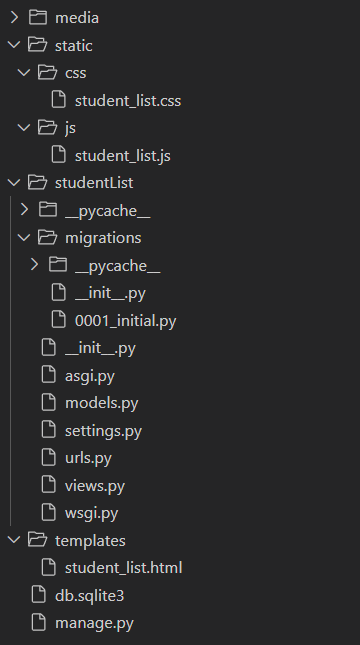 media
static
css
student_list.css
js
student_list.js
studentList
__pycache__
migrations
__pycache__
__init__.py
0001_initial.py
__init__.py
asgi.py
models.py
settings.py
urls.py
views.py
wsgi.py
templates
student_list.html
db.sqlite3
manage.py